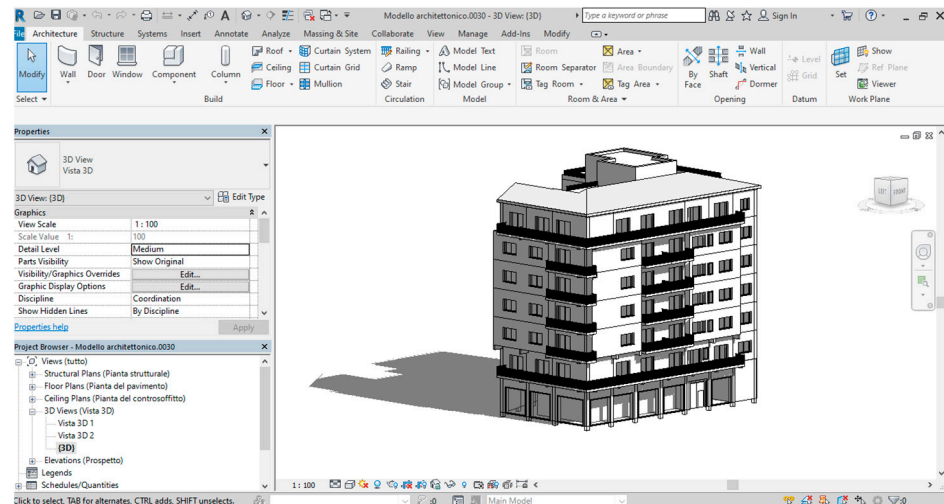 Modello architettonico.0030 - 3D View: {3D}
Type a keyword or phrase
Sign In
File Architecture Structure Systems Insert Annotate Analyze Massing & Site Collaborate View Manage Add-Ins Modify
Modify Wall Door Window Component Column
Roof Curtain System Railing Model Text Room Area Wall Level Show
Ceiling Curtain Grid Ramp Model Line Room Separator Area Boundary By Face Shaft Vertical Grid Set Ref Plane
Floor Mullion Stair Model Group Tag Room Tag Area Dormer Viewer
Select Build Circulation Model Room & Area Opening Datum Work Plane
Properties
3D View
Vista 3D
3D View: {3D} Edit Type
Graphics
View Scale 1 : 100
Scale Value 1: 100
Detail Level Medium
Parts Visibility Show Original
Visibility/Graphics Overrides Edit...
Graphic Display Options Edit...
Discipline Coordination
Show Hidden Lines By Discipline
Properties help Apply
Project Browser - Modello architettonico.0030
Views (tutto)
Structural Plans (Pianta strutturale)
Floor Plans (Pianta del pavimento)
Ceiling Plans (Pianta del controsoffitto)
3D Views (Vista 3D)
Vista 3D 1
Vista 3D 2
{3D}
Elevations (Prospetto)
Legends
Schedules/Quantities
LEFT FRONT
1 : 100
Click to select, TAB for alternates, CTRL adds, SHIFT unselects. :0 Main Model :0